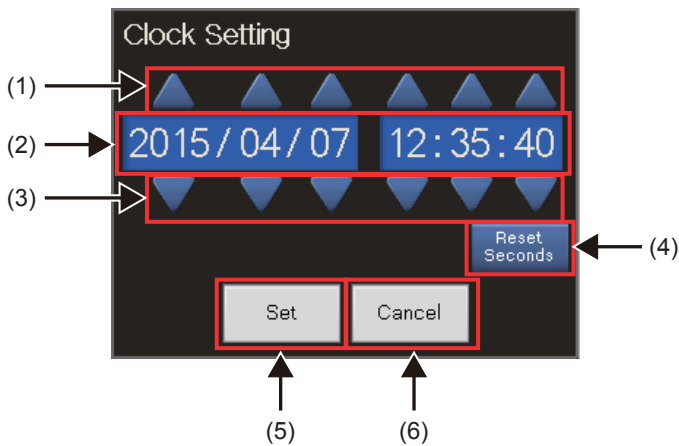 Clock Setting
(1)
(2)
2015/04/07 12:35:40
(3)
Reset
Seconds
(4)
Set Cancel
(5) (6)